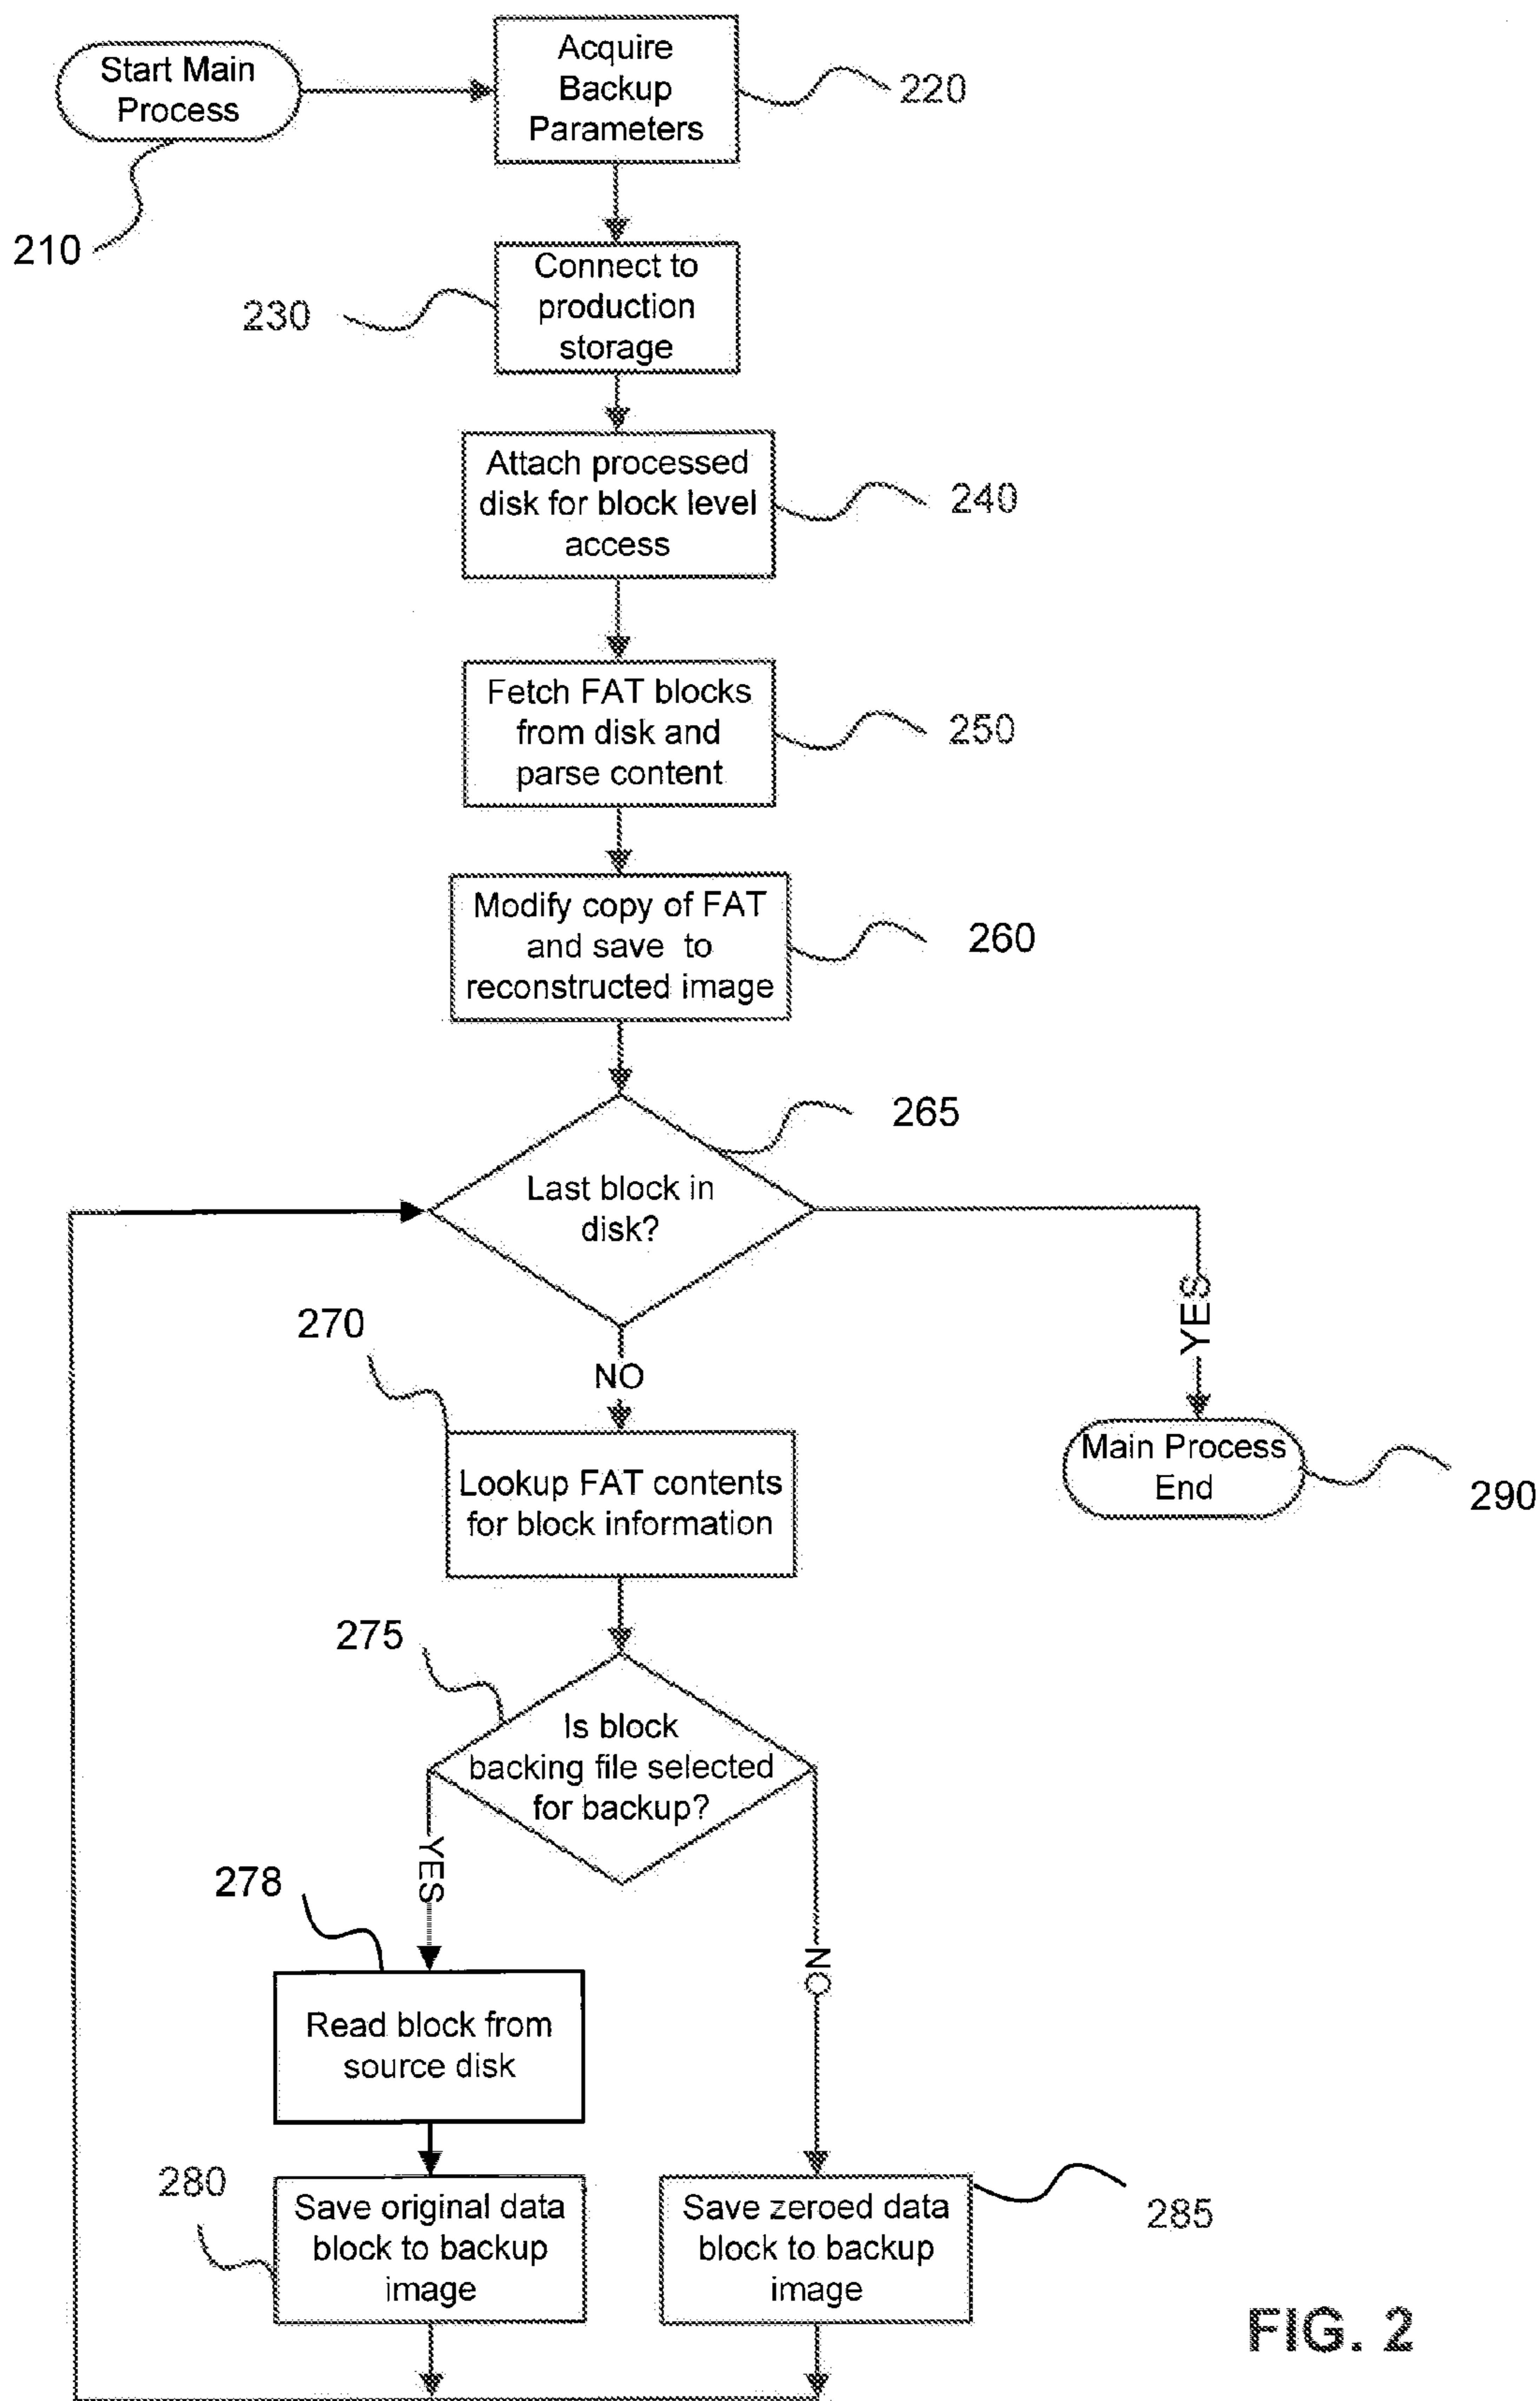 Start Main
Process
210
Acquire
Backup
Parameters
220
Connect to
production
storage
230
Attach processed
disk for block level
access
240
Fetch FAT blocks
from disk and
parse content
250
Modify copy of FAT
and save to
reconstructed image
260
265
Last block in
disk?
YES
NO
270
Lookup FAT contents
for block information
Main Process
End
290
275
Is block
backing file selected
for backup?
YES
NO
278
Read block from
source disk
280
Save original data
block to backup
image
Save zeroed data
block to backup
image
285
FIG. 2